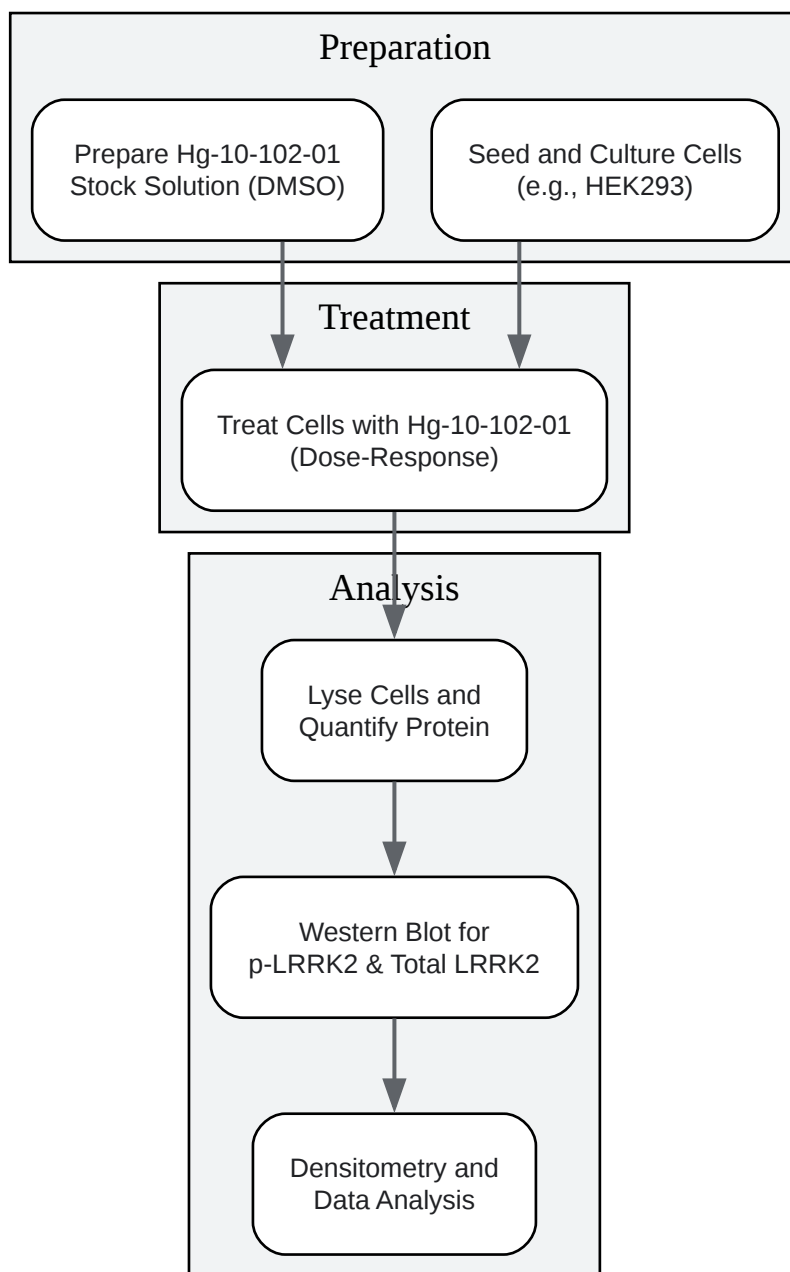 Preparation
Prepare Hg-10-102-01
Stock Solution (DMSO)
Seed and Culture Cells
(e.g., HEK293)
Treatment
Treat Cells with Hg-10-102-01
(Dose-Response)
Analysis
Lyse Cells and
Quantify Protein
Western Blot for
p-LRRK2 & Total LRRK2
Densitometry and
Data Analysis